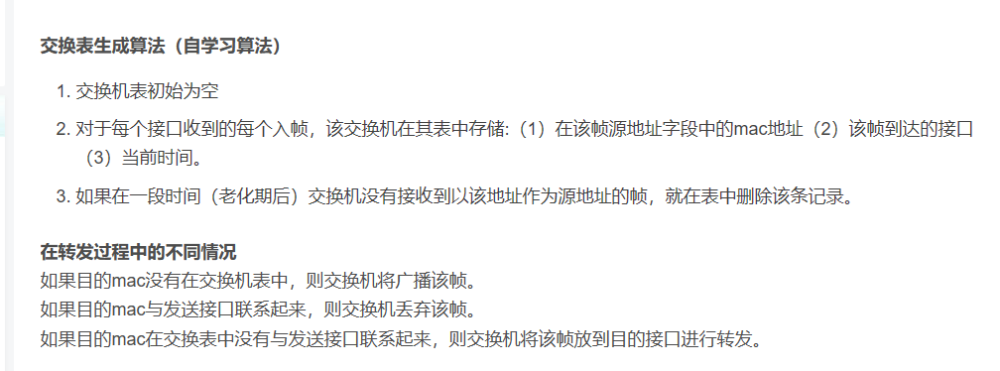 交换表生成算法（自学习算法）
1. 交换机表初始为空
2. 对于每个接口收到的每个入帧，该交换机在其表中存储:（1）在该帧源地址字段中的mac地址（2）该帧到达的接口
（3）当前时间。
3. 如果在一段时间（老化期后）交换机没有接收到以该地址作为源地址的帧，就在表中删除该条记录。
在转发过程中的不同情况
如果目的mac没有在交换机表中，则交换机将广播该帧。
如果目的mac与发送接口联系起来，则交换机丢弃该帧。
如果目的mac在交换表中没有与发送接口联系起来，则交换机将该帧放到目的接口进行转发。